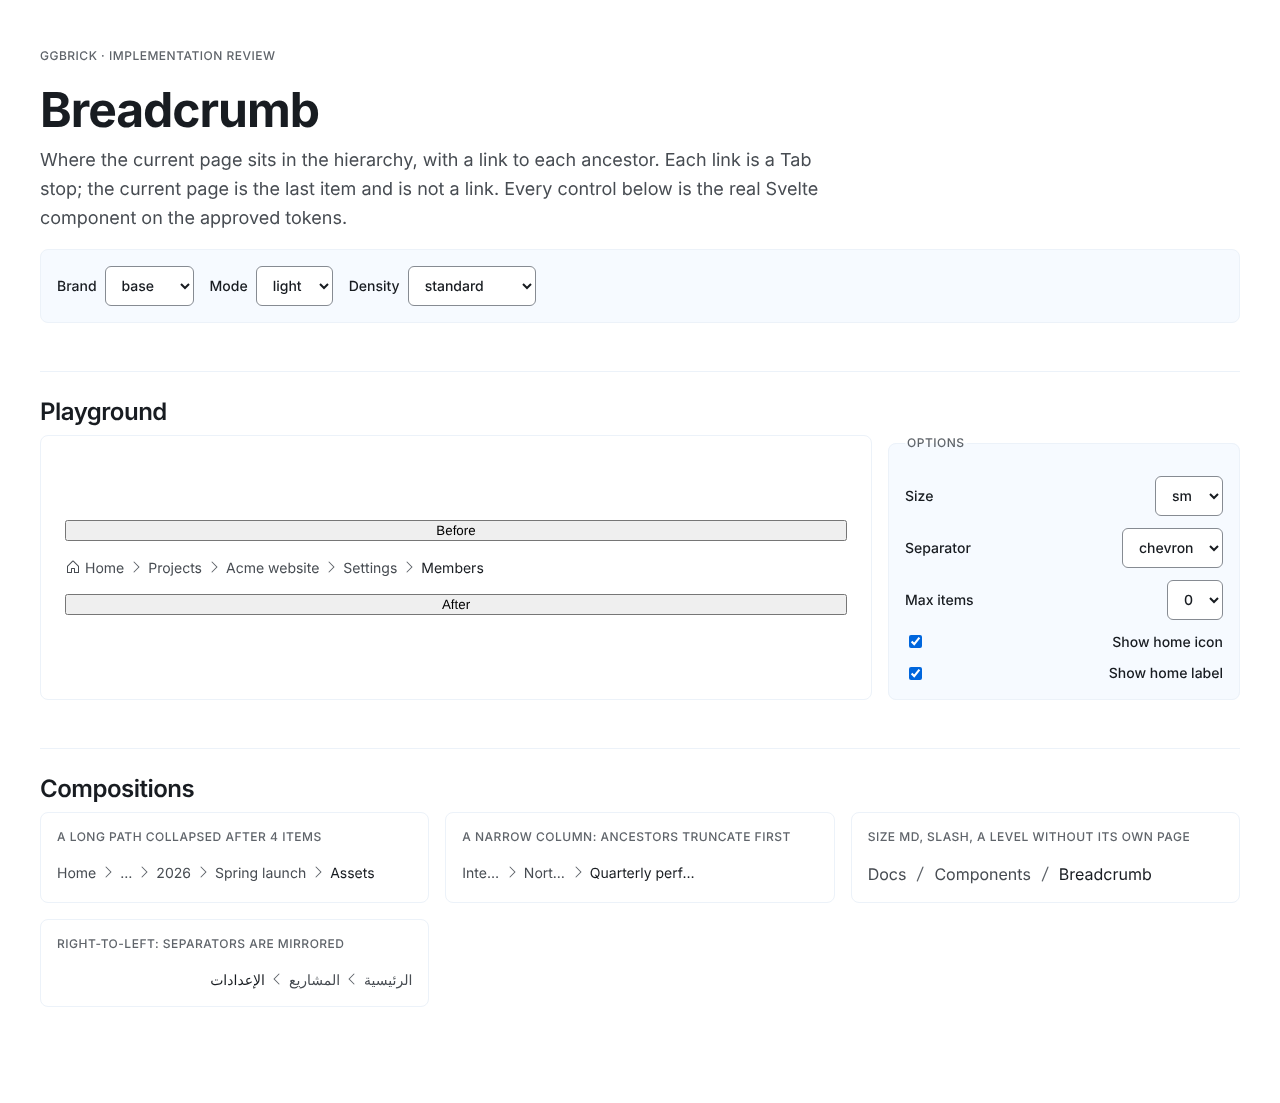 GGBRICK · IMPLEMENTATION REVIEW
Breadcrumb
Where the current page sits in the hierarchy, with a link to each ancestor. Each link is a Tab
stop; the current page is the last item and is not a link. Every control below is the real Svelte
component on the approved tokens.
Brand base Mode light Density standard
Playground
Before
Home Projects Acme website Settings Members
After
OPTIONS
Size sm
Separator chevron
Max items 0
Show home icon
Show home label
Compositions
A LONG PATH COLLAPSED AFTER 4 ITEMS
Home ... 2026 Spring launch Assets
A NARROW COLUMN: ANCESTORS TRUNCATE FIRST
Inte... Nort... Quarterly perf...
SIZE MD, SLASH, A LEVEL WITHOUT ITS OWN PAGE
Docs / Components / Breadcrumb
RIGHT-TO-LEFT: SEPARATORS ARE MIRRORED
الرئيسية المشاريع الإعدادات